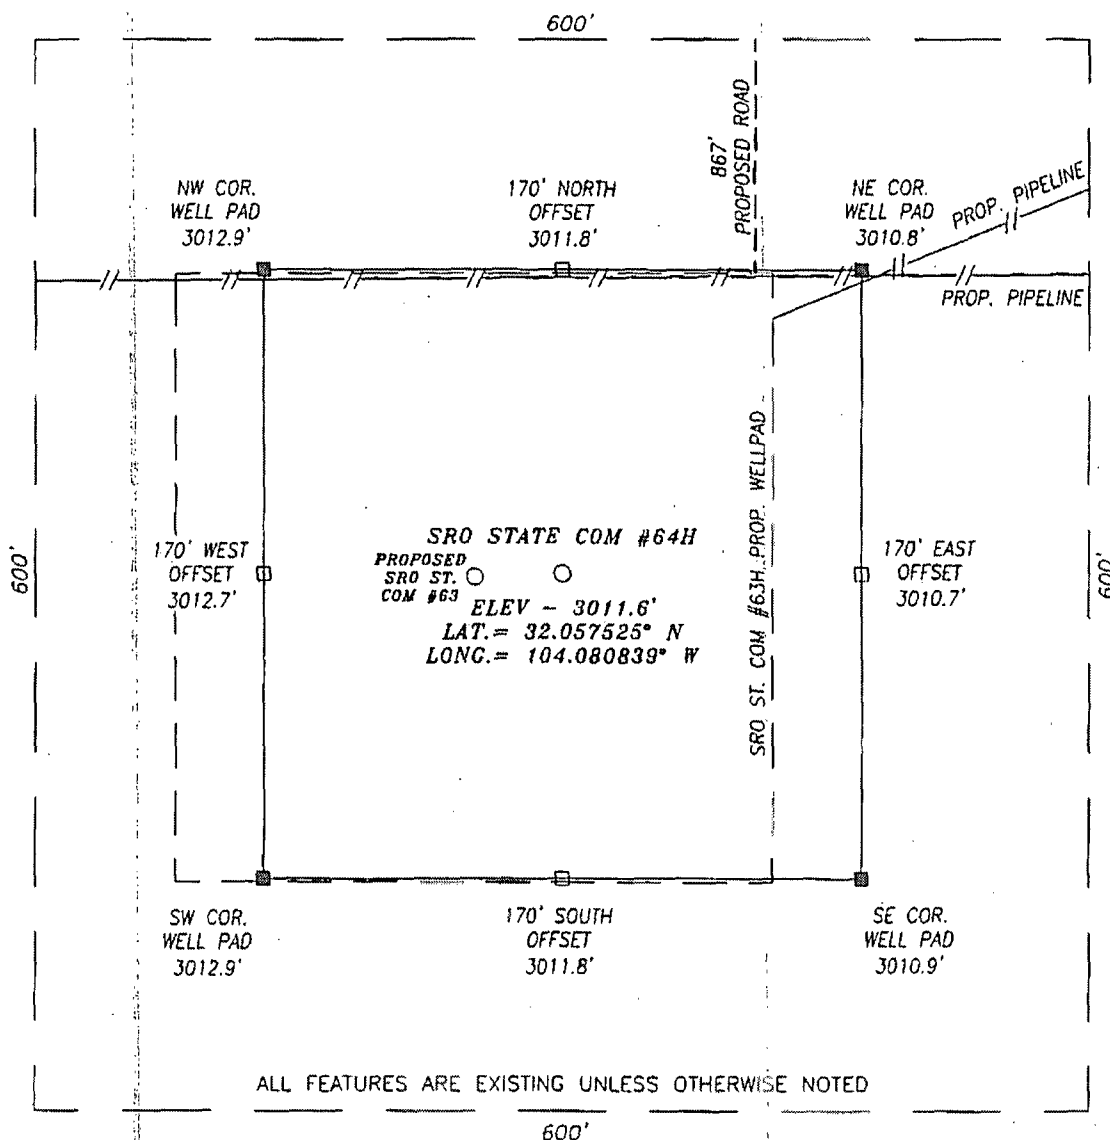 600'
867'
PROPOSED ROAD
NW COR.
WELL PAD
3012.9'
170' NORTH
OFFSET
3011.8'
NE COR.
WELL PAD
3010.8'
PROP. PIPELINE
PROP. PIPELINE
600'
170' WEST
OFFSET
3012.7'
SRO STATE COM #64H
PROPOSED
SRO ST.
COM #63
ELEV - 3011.6'
LAT.= 32.057525° N
LONG.= 104.080839° W
SRO ST. COM #63H PROP. WELLPAD
170' EAST
OFFSET
3010.7'
600'
SW COR.
WELL PAD
3012.9'
170' SOUTH
OFFSET
3011.8'
SE COR.
WELL PAD
3010.9'
ALL FEATURES ARE EXISTING UNLESS OTHERWISE NOTED
600'